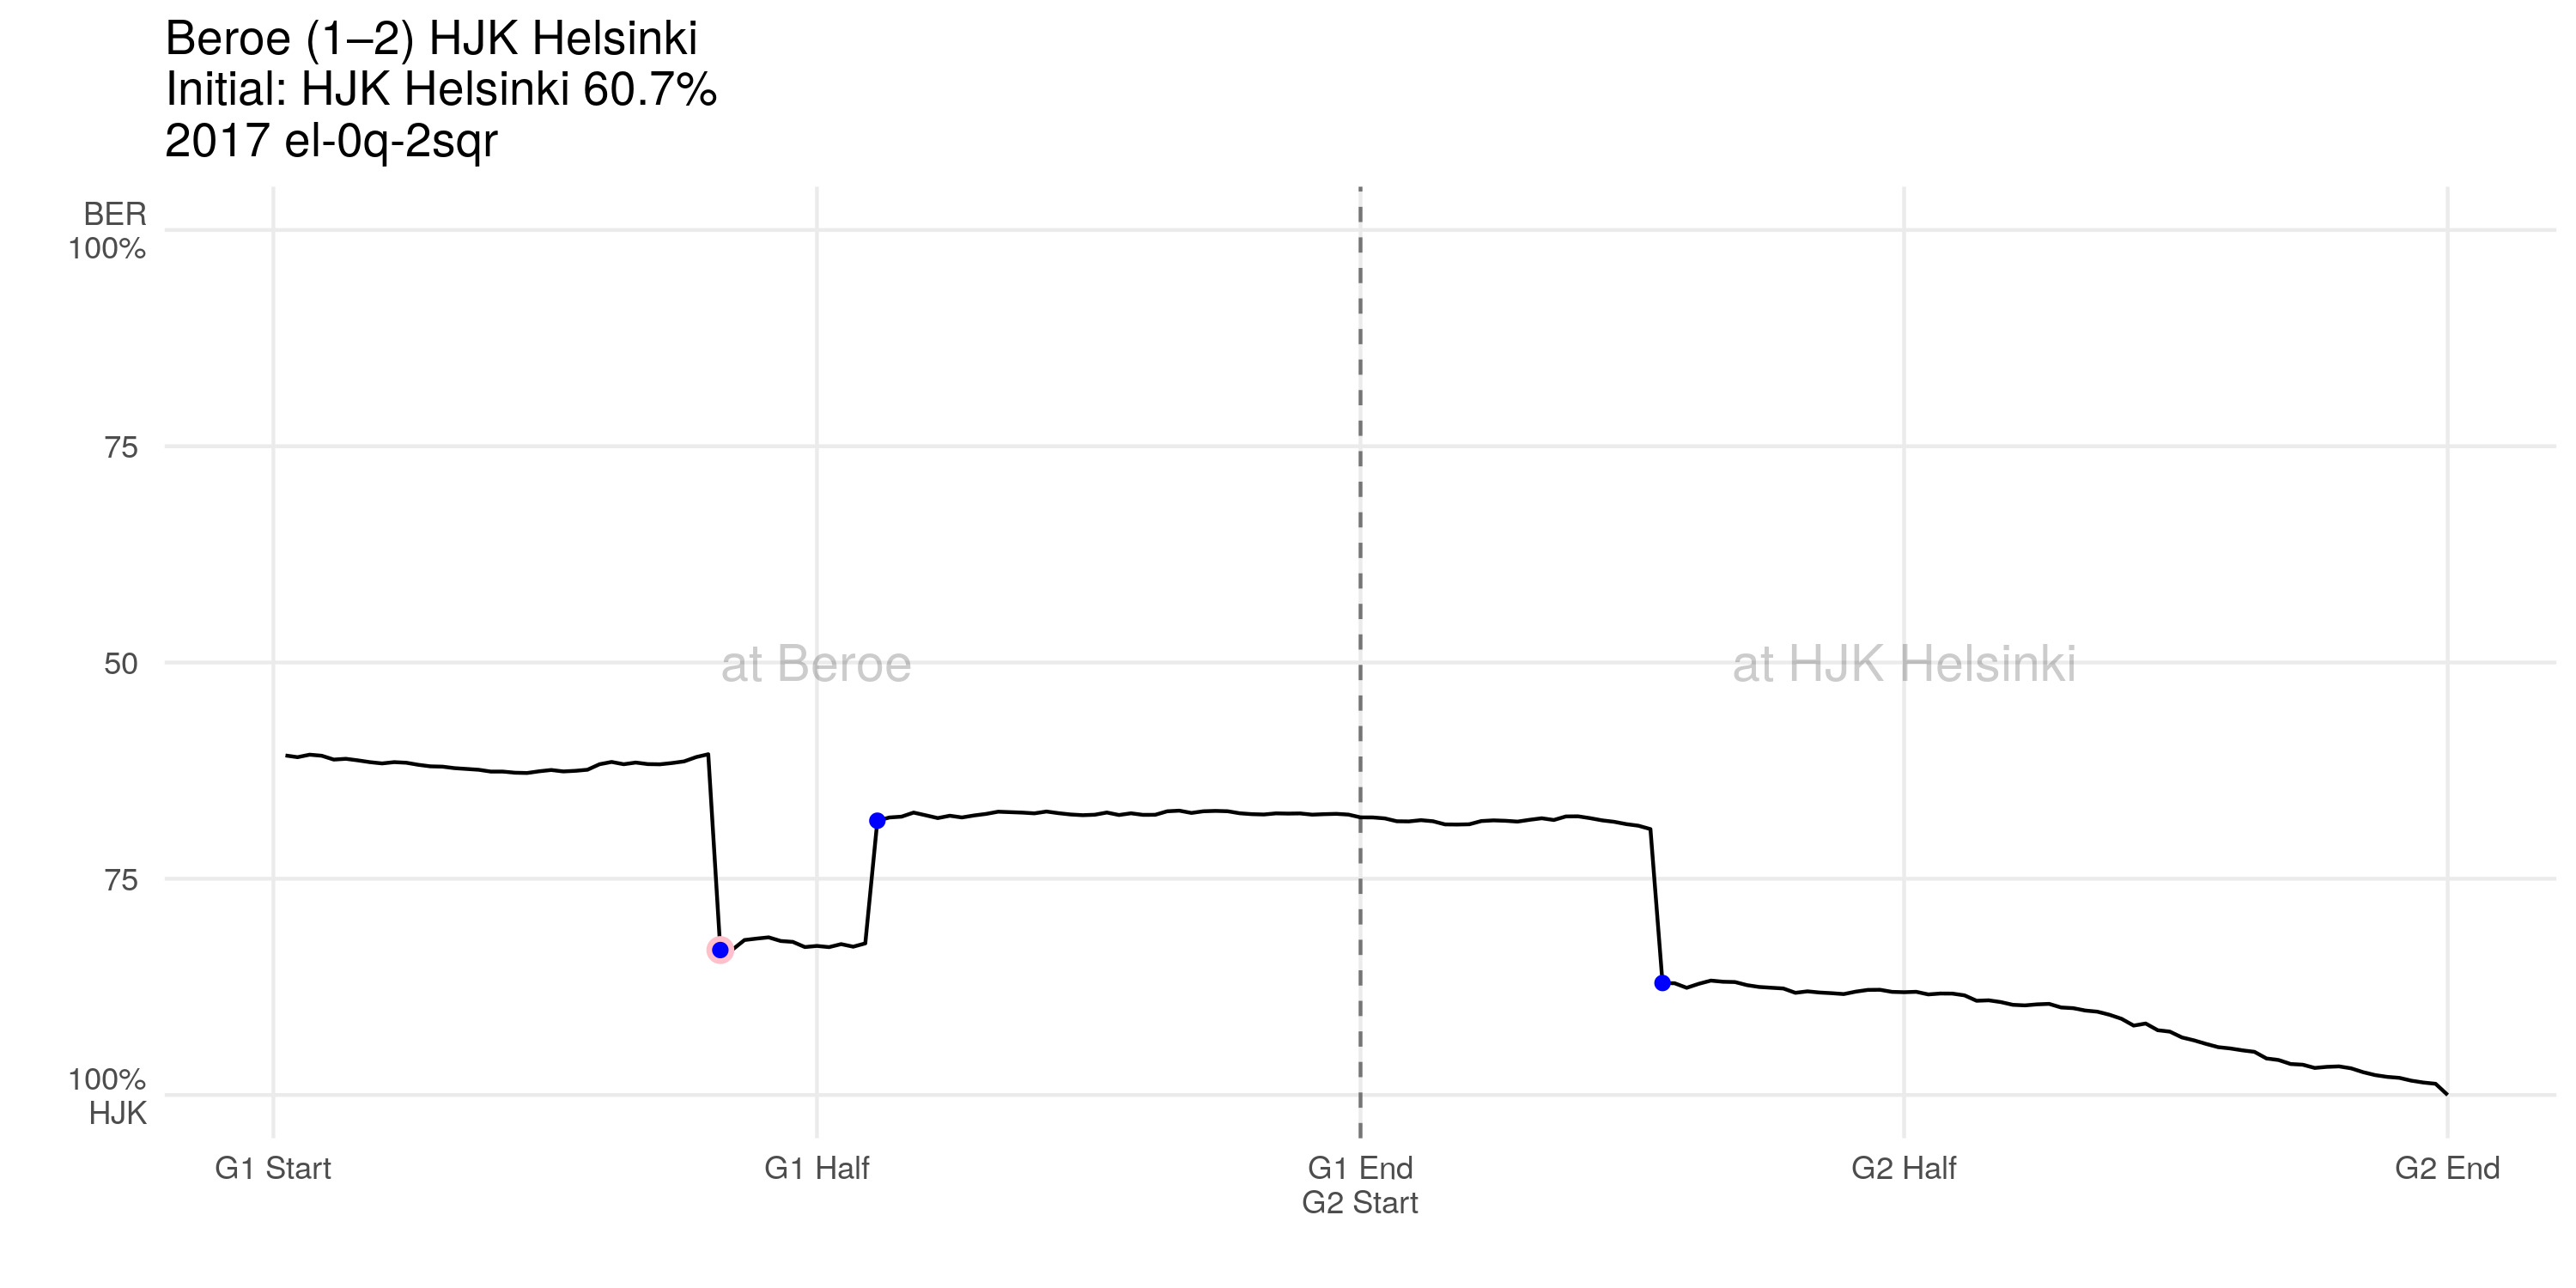 Beroe (1–2) HJK Helsinki
Initial: HJK Helsinki 60.7%
2017 el-0q-2sqr
BER
100%
75
50
75
100%
HJK
at Beroe
at HJK Helsinki
G1 Start
G1 Half
G1 End
G2 Start
G2 Half
G2 End